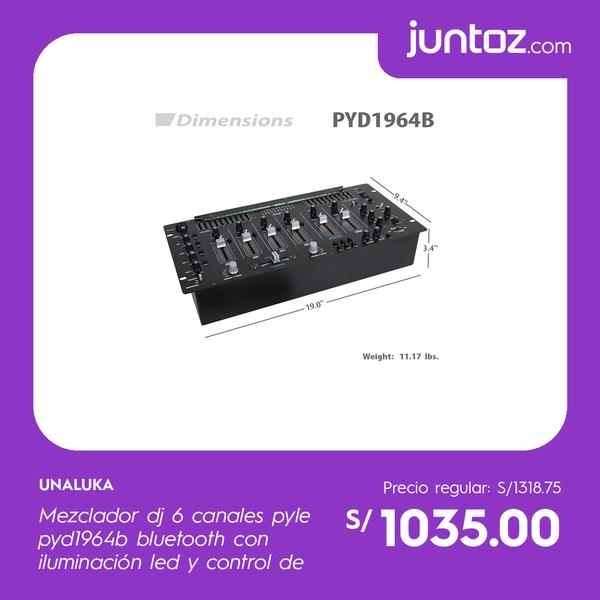 juntoz.com
Dimensions PYD1964B
9.4"
3.4"
19.0"
Weight: 11.17 lbs.
UNALUKA
Mezclador dj 6 canales pyle
pyd1964b bluetooth con
iluminación led y control de
Precio regular: S/1318.75
S/ 1035.00